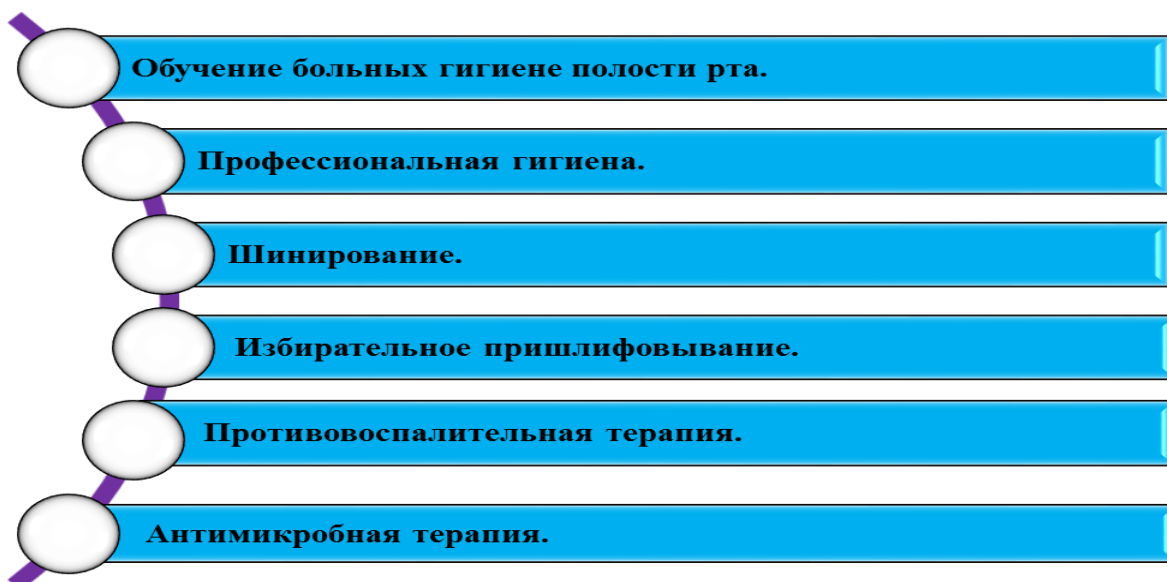 Обучение больных гигиене полости рта.
Профессиональная гигиена.
Шинирование.
Избирательное пришлифовывание.
Противовоспалительная терапия.
Антимикробная терапия.